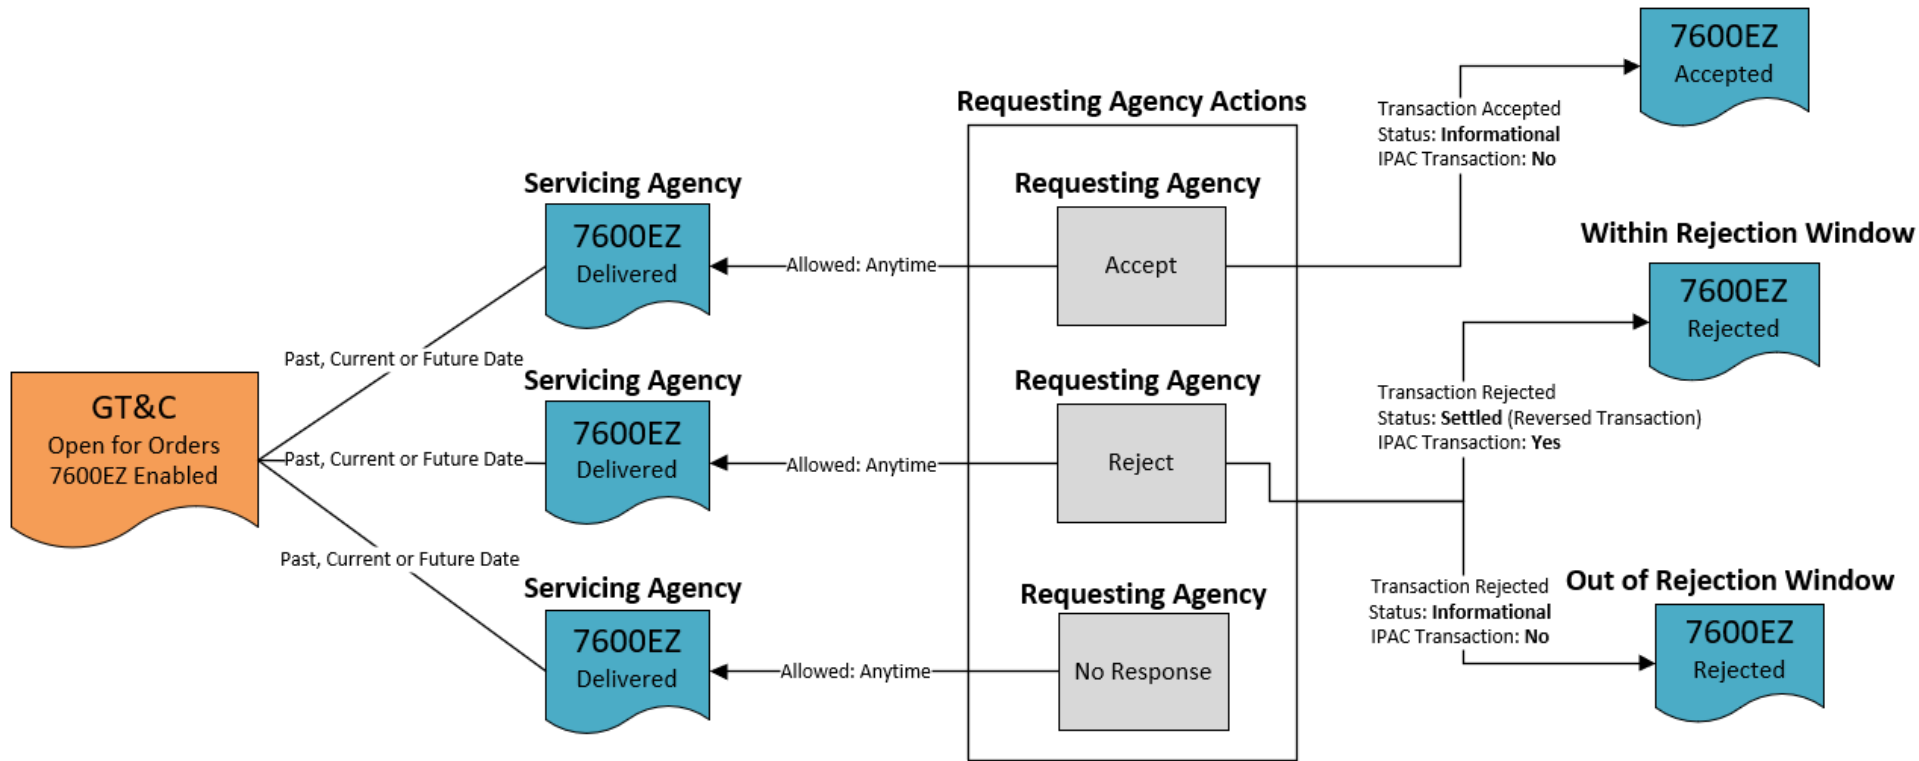 7600EZ
Accepted
Requesting Agency Actions
Transaction Accepted
Status: Informational
IPAC Transaction: No
Servicing Agency
7600EZ
Delivered
Allowed: Anytime
Requesting Agency
Accept
Within Rejection Window
7600EZ
Rejected
Past, Current or Future Date
GT&C
Open for Orders
7600EZ Enabled
Past, Current or Future Date
Servicing Agency
7600EZ
Delivered
Allowed: Anytime
Requesting Agency
Reject
Transaction Rejected
Status: Settled (Reversed Transaction)
IPAC Transaction: Yes
Past, Current or Future Date
Servicing Agency
7600EZ
Delivered
Allowed: Anytime
Requesting Agency
No Response
Transaction Rejected
Status: Informational
IPAC Transaction: No
Out of Rejection Window
7600EZ
Rejected